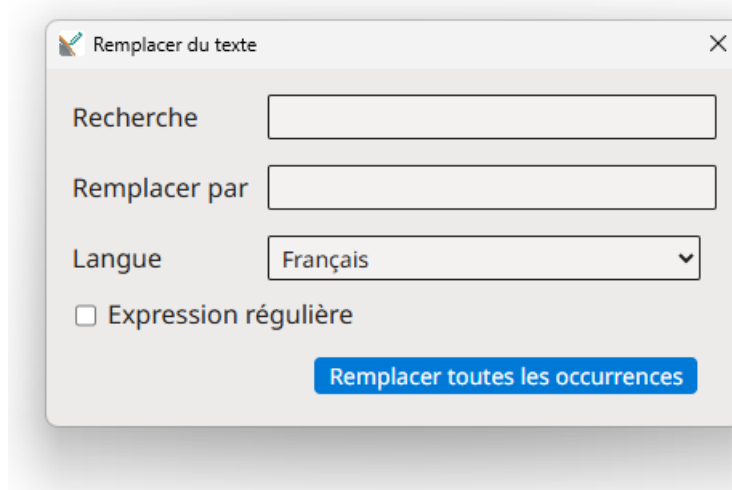 Remplacer du texte
Recherche
Remplacer par
Langue Français
Expression régulière
Remplacer toutes les occurrences